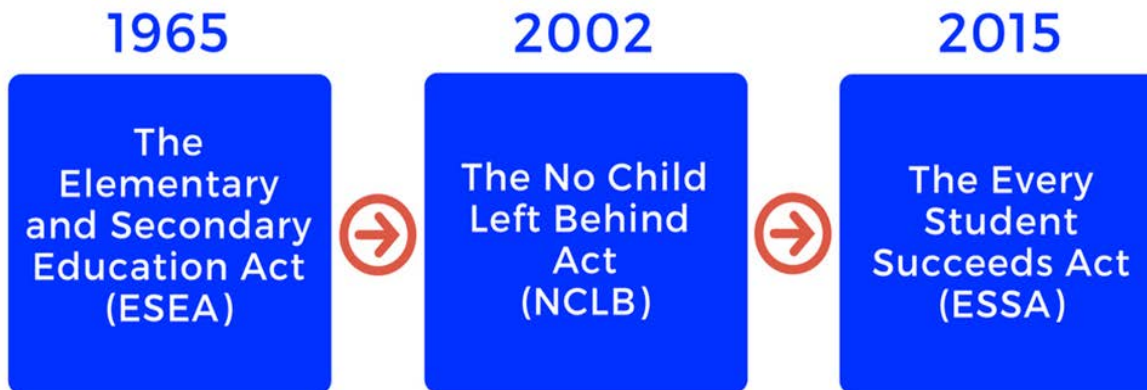 1965
The
Elementary
and Secondary
Education Act
(ESEA)
2002
The No Child
Left Behind
Act
(NCLB)
2015
The Every
Student
Succeeds Act
(ESSA)